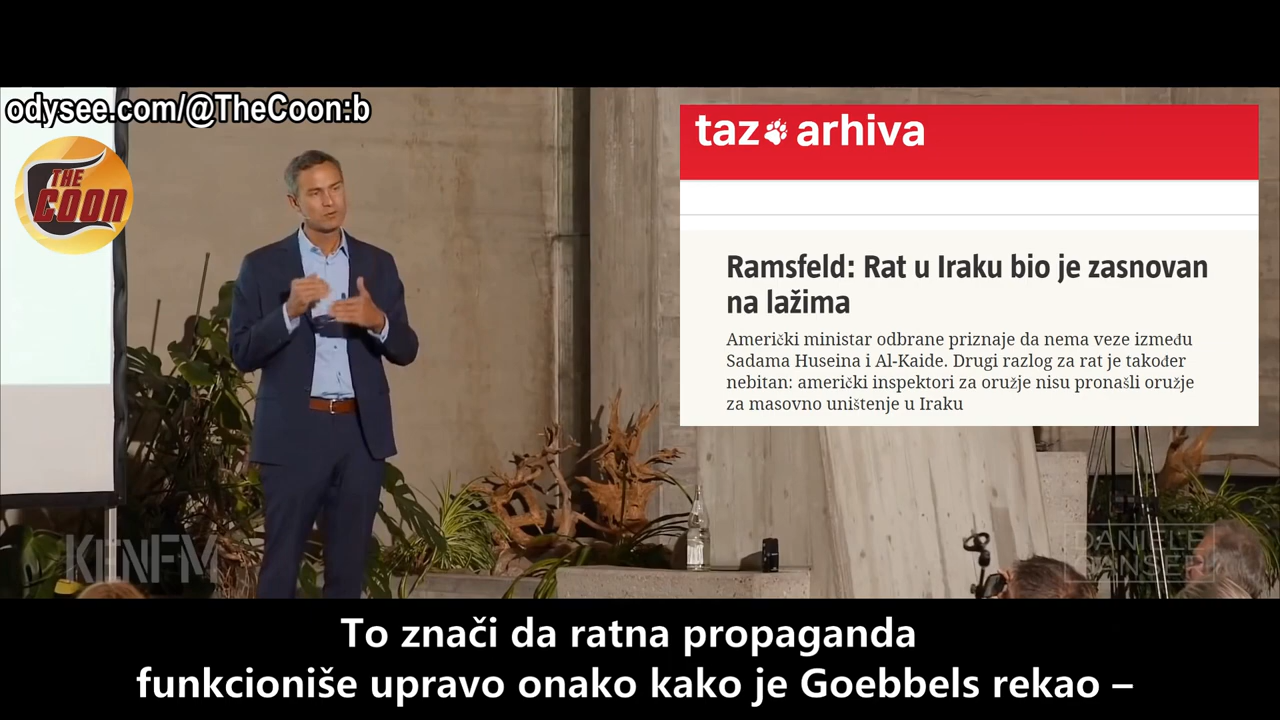 odysee.com/@TheCoon:b
THE
COON
taz arhiva
Ramsfeld: Rat u Iraku bio je zasnovan
na lažima
Američki ministar odbrane priznaje da nema veze između
Sadama Huseina i Al-Kaide. Drugi razlog za rat je također
nebitan: američki inspektori za oružje nisu pronašli oružje
za masovno uništenje u Iraku
KENFM
DANIELE
GANSER
To znači da ratna propaganda
funkcioniše upravo onako kako je Goebbels rekao –